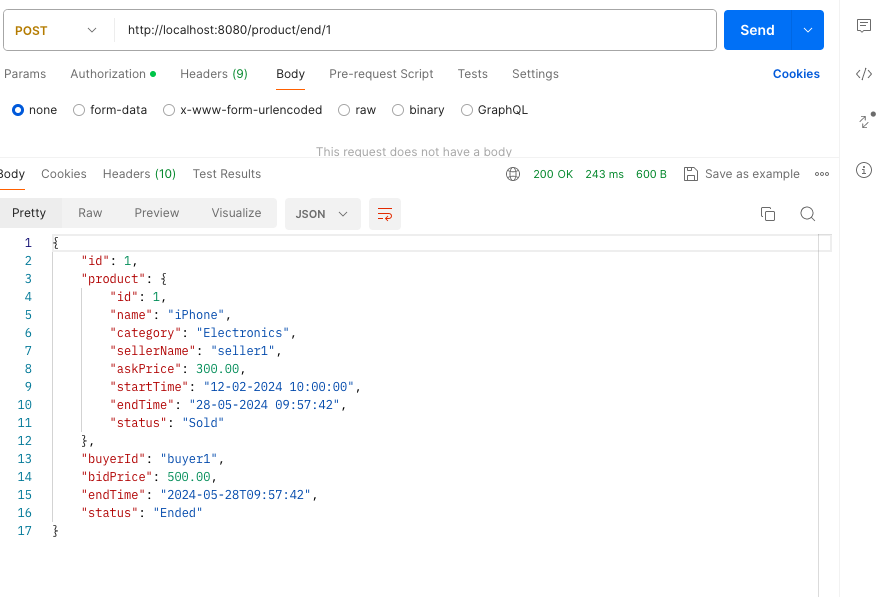 POST http://localhost:8080/product/end/1 Send
Params Authorization Headers (9) Body Pre-request Script Tests Settings Cookies
none form-data x-www-form-urlencoded raw binary GraphQL
This request does not have a body
Body Cookies Headers (10) Test Results 200 OK 243 ms 600 B Save as example
Pretty Raw Preview Visualize JSON
1 {
2 "id": 1,
3 "product": {
4 "id": 1,
5 "name": "iPhone",
6 "category": "Electronics",
7 "sellerName": "seller1",
8 "askPrice": 300.00,
9 "startTime": "12-02-2024 10:00:00",
10 "endTime": "28-05-2024 09:57:42",
11 "status": "Sold"
12 },
13 "buyerId": "buyer1",
14 "bidPrice": 500.00,
15 "endTime": "2024-05-28T09:57:42",
16 "status": "Ended"
17 }